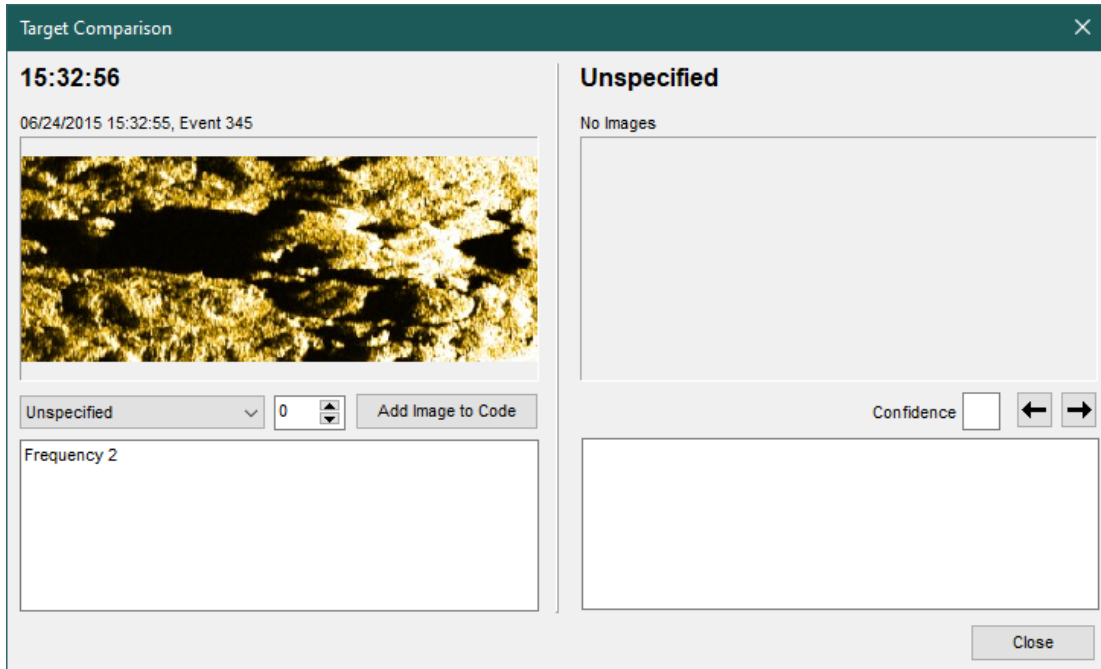 Target Comparison
15:32:56
06/24/2015 15:32:55, Event 345
Unspecified
0
Add Image to Code
Frequency 2
Unspecified
No Images
Confidence
Close